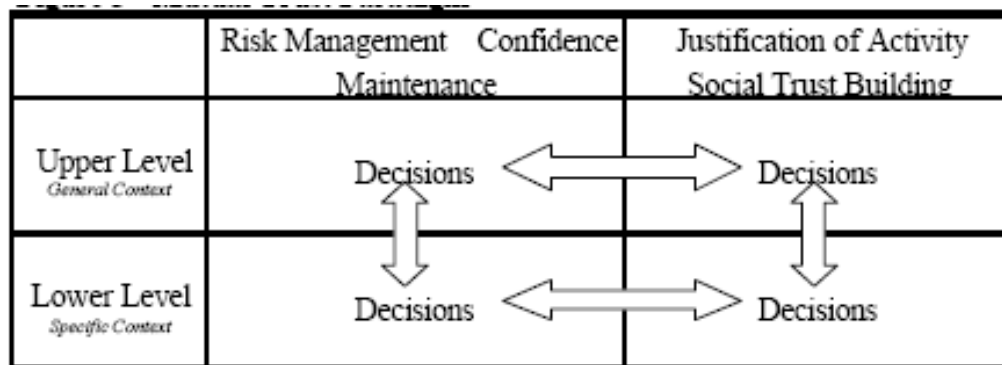 Risk Management Confidence
Maintenance
Justification of Activity
Social Trust Building
Upper Level
General Context
Decisions
Decisions
Lower Level
Specific Context
Decisions
Decisions